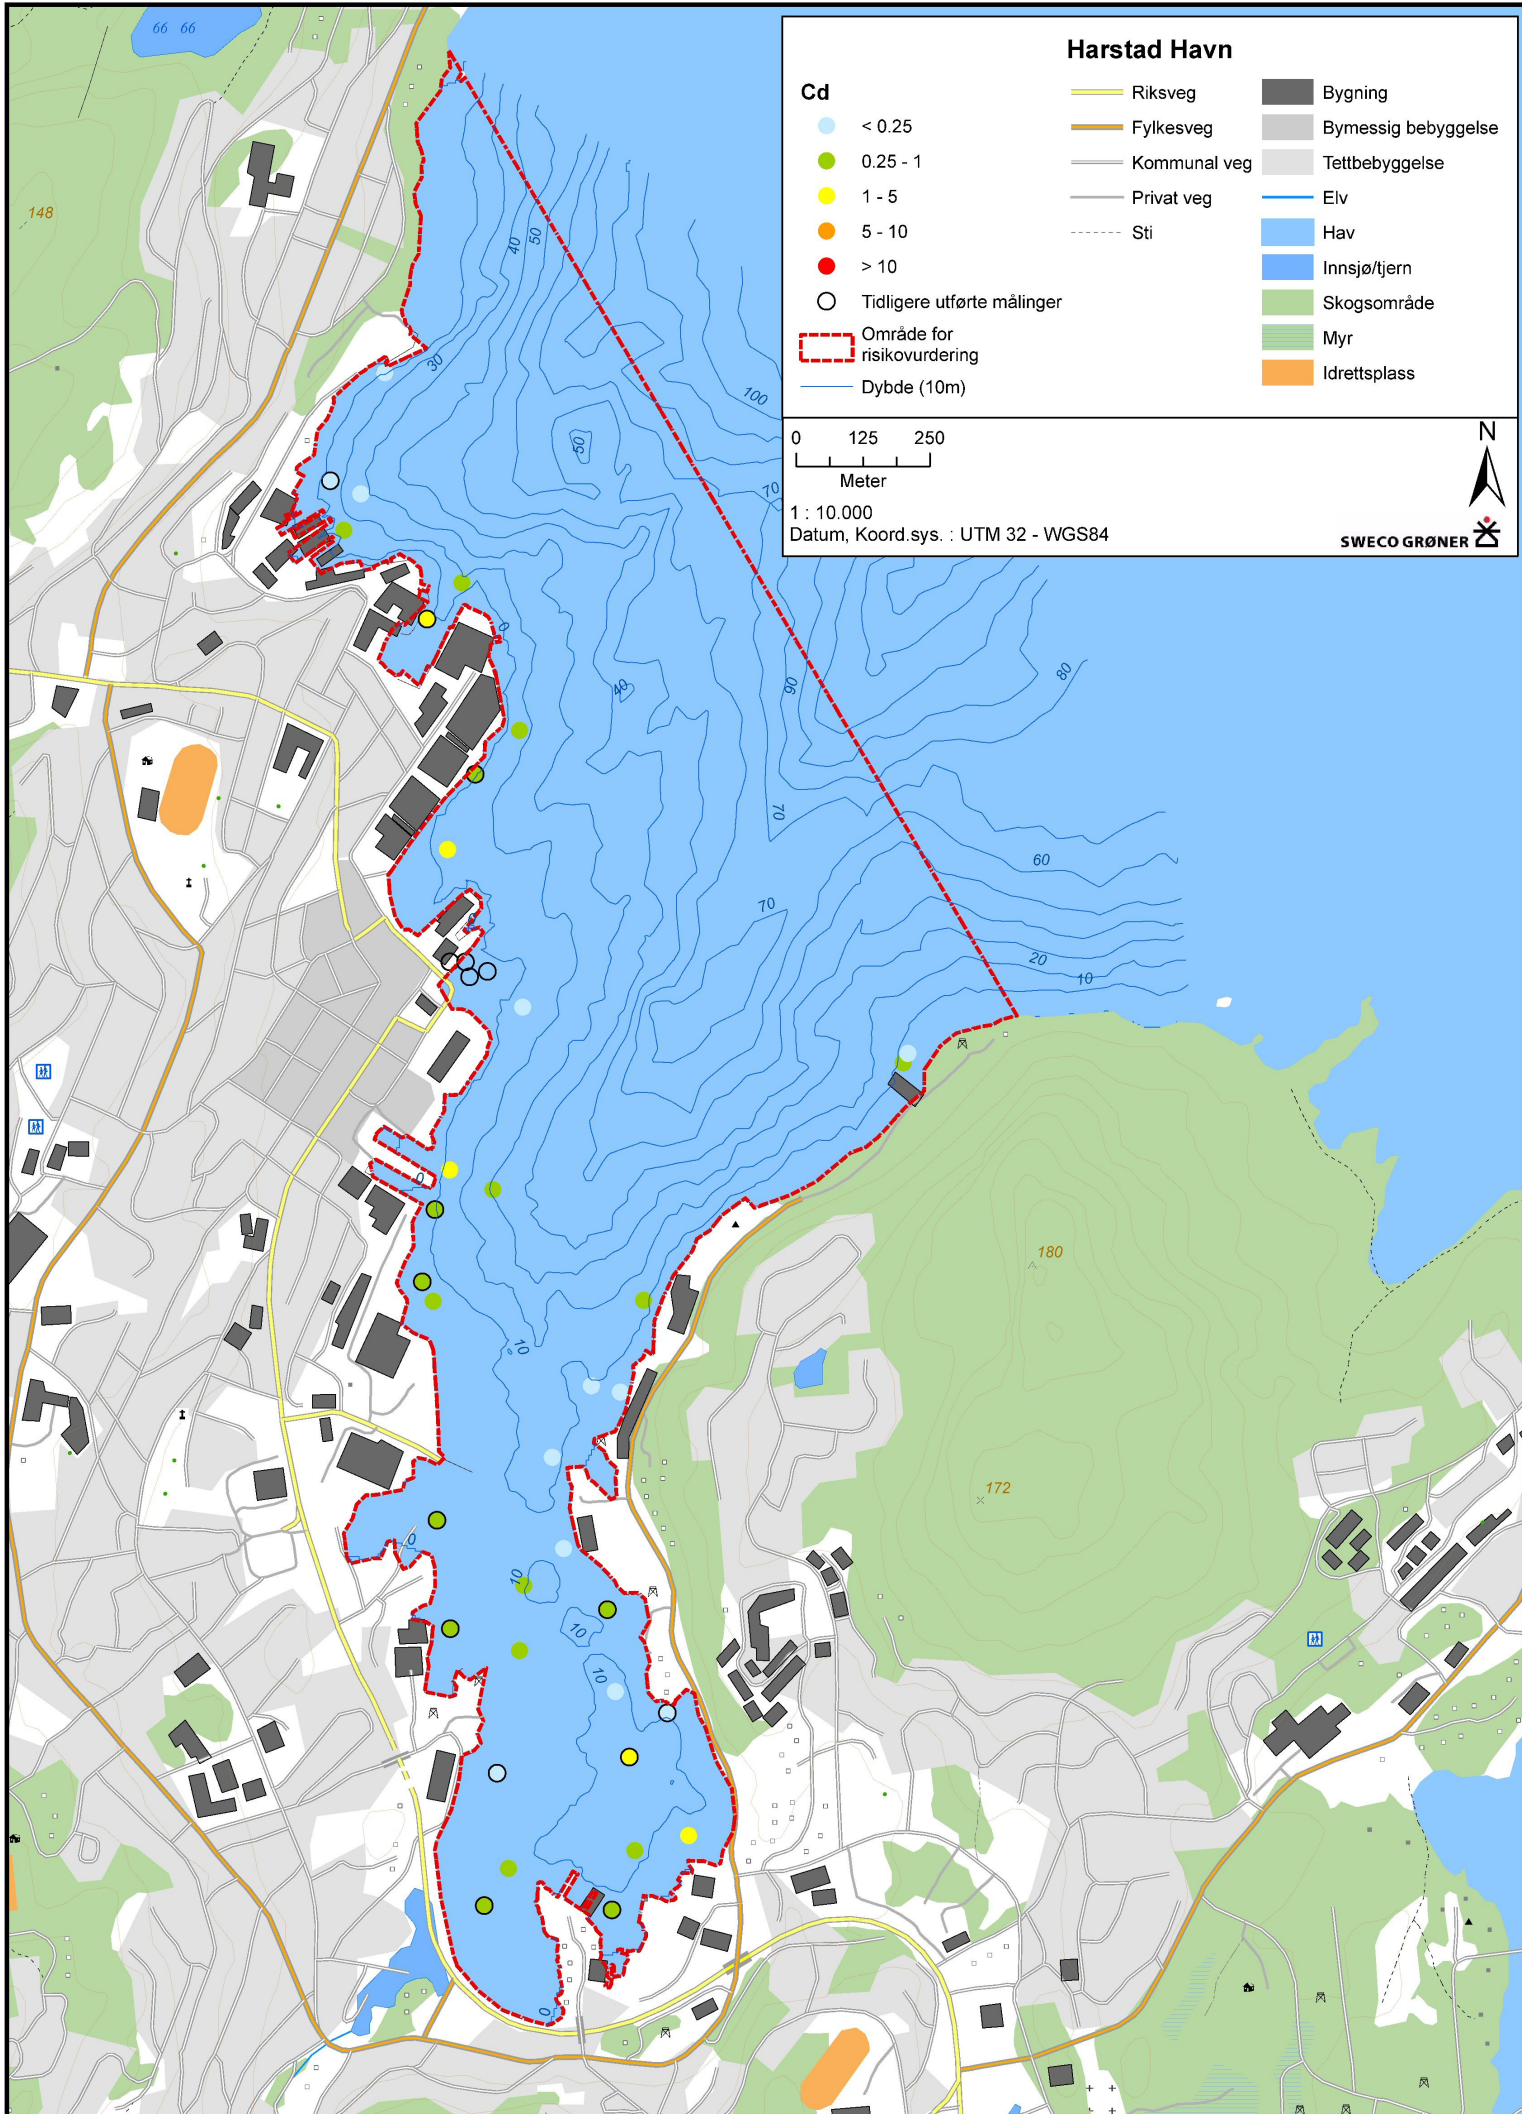 Harstad Havn
Cd
< 0.25
0.25 - 1
1 - 5
5 - 10
> 10
Tidligere utførte målinger
Område for
risikovurdering
Dybde (10m)
Riksveg
Fylkesveg
Kommunal veg
Privat veg
Sti
Bygning
Bymessig bebyggelse
Tettbebyggelse
Elv
Hav
Innsjø/tjern
Skogsområde
Myr
Idrettsplass
0 125 250
Meter
1 : 10.000
Datum, Koord.sys. : UTM 32 - WGS84
N
SWECO GRØNER
66 66
148
40
50
30
100
50
70
0
40
90
80
70
60
70
20
10
0
180
10
172
0
10
10
10
0